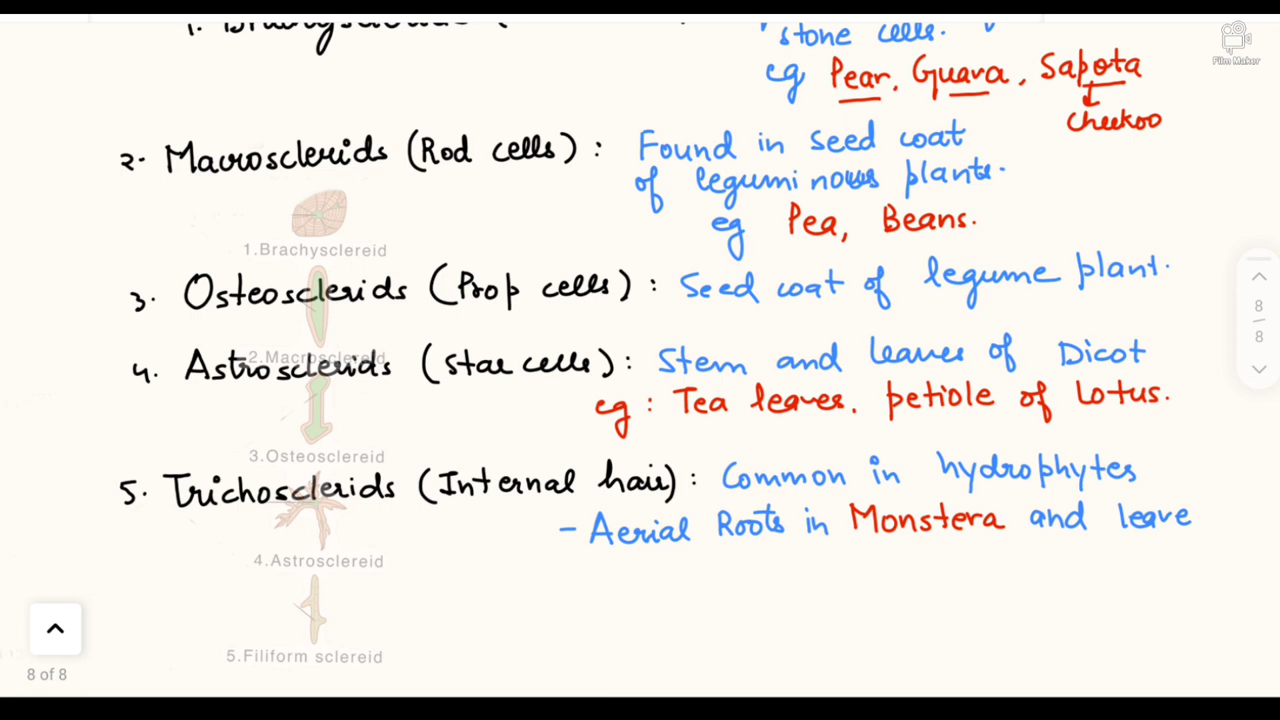 stone cells.
eg Pear, Guava, Sapota
Cheekoo
2. Macrosclerids (Rod cells) : Found in seed coat
of leguminous plants.
eg Pea, Beans.
1.Brachysclereid
3. Osteosclerids (Prop cells) : Seed coat of legume plant.
2.Macrosclereid
4. Astrosclerids (star cells) : Stem and leaves of Dicot
eg : Tea leaves, petiole of Lotus.
3.Osteosclereid
5. Trichosclerids (Internal hair) : Common in hydrophytes
- Aerial Roots in Monstera and leave
4.Astrosclereid
5.Filiform sclereid
8 of 8
8
8
Film Maker